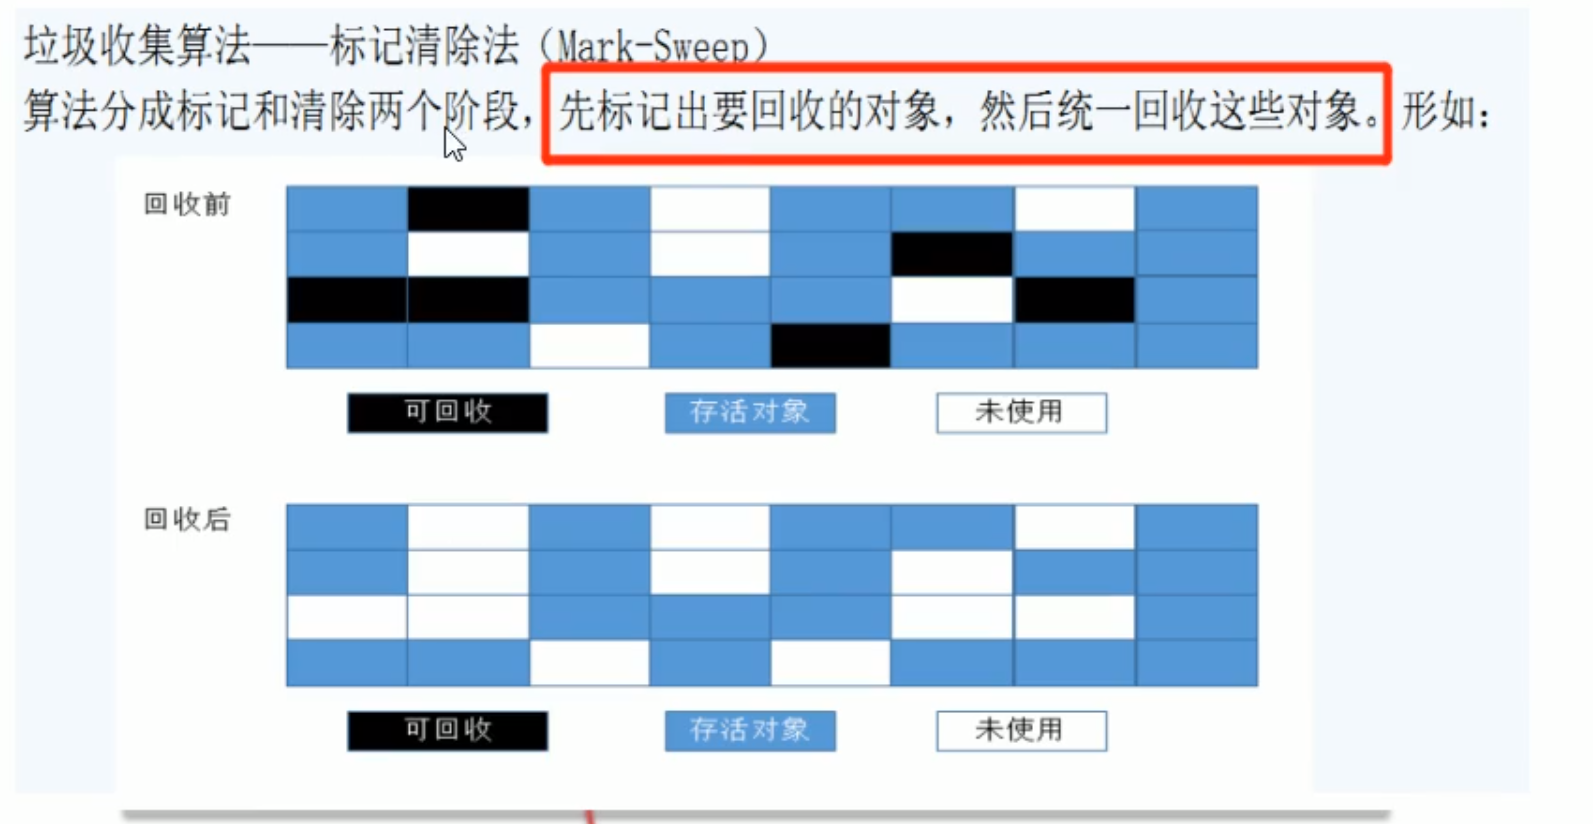 垃圾收集算法——标记清除法（Mark-Sweep）
算法分成标记和清除两个阶段，先标记出要回收的对象，然后统一回收这些对象。形如：
回收前
可回收 存活对象 未使用
回收后
可回收 存活对象 未使用